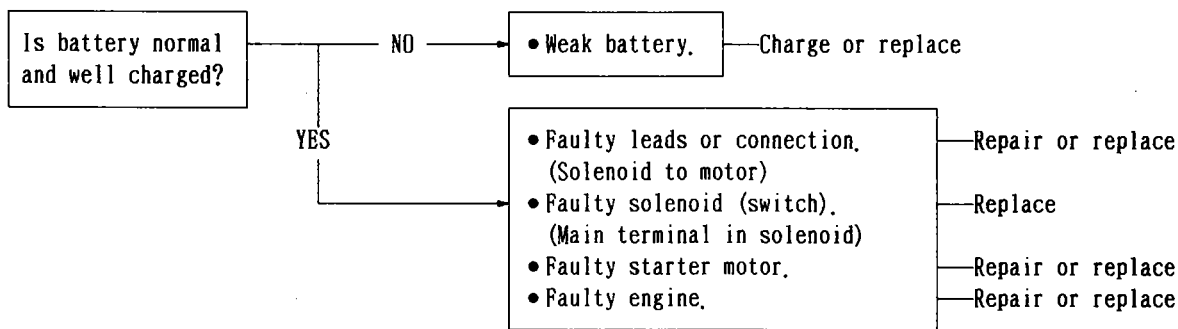 Is battery normal
and well charged?
NO
● Weak battery.
Charge or replace
YES
● Faulty leads or connection.
(Solenoid to motor)
Repair or replace
● Faulty solenoid (switch).
(Main terminal in solenoid)
Replace
● Faulty starter motor.
Repair or replace
● Faulty engine.
Repair or replace